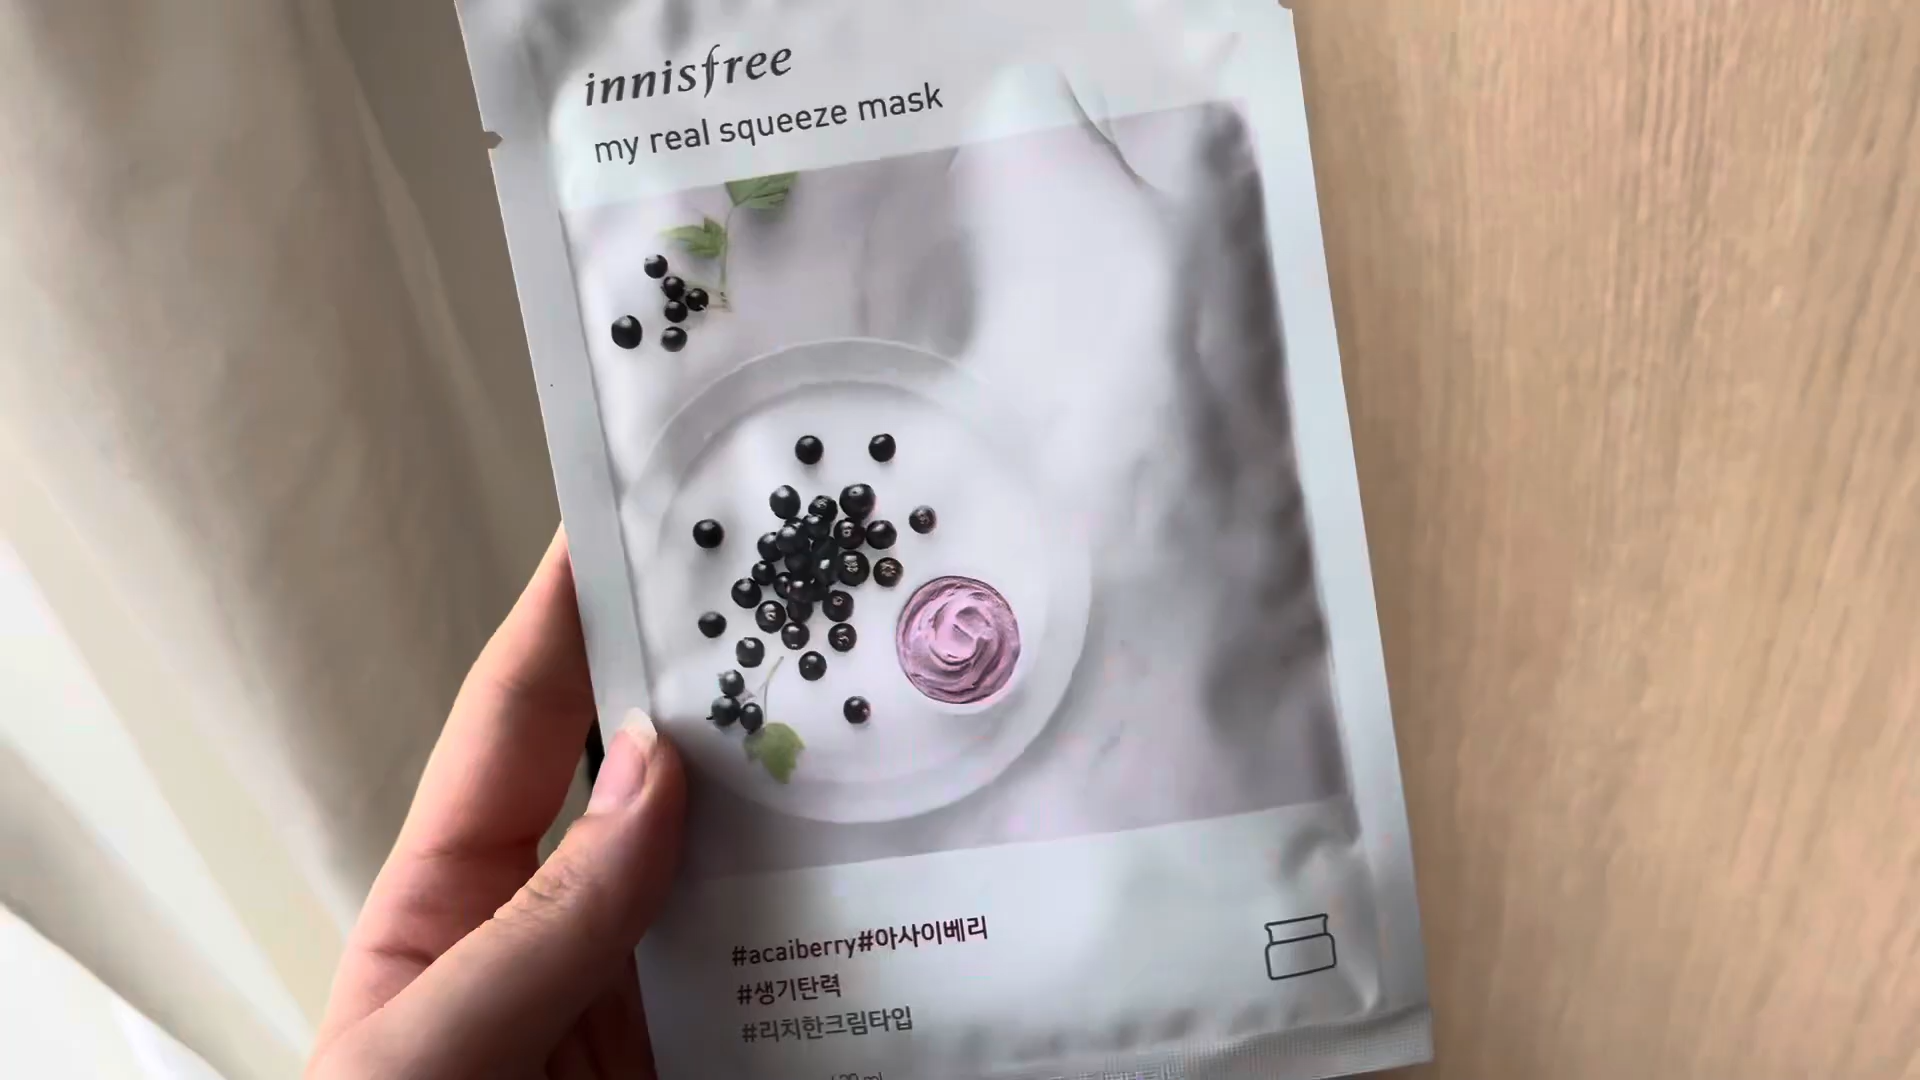 innisfree
my real squeeze mask
#acaiberry#아사이베리
#생기탄력
#리치한크림타입